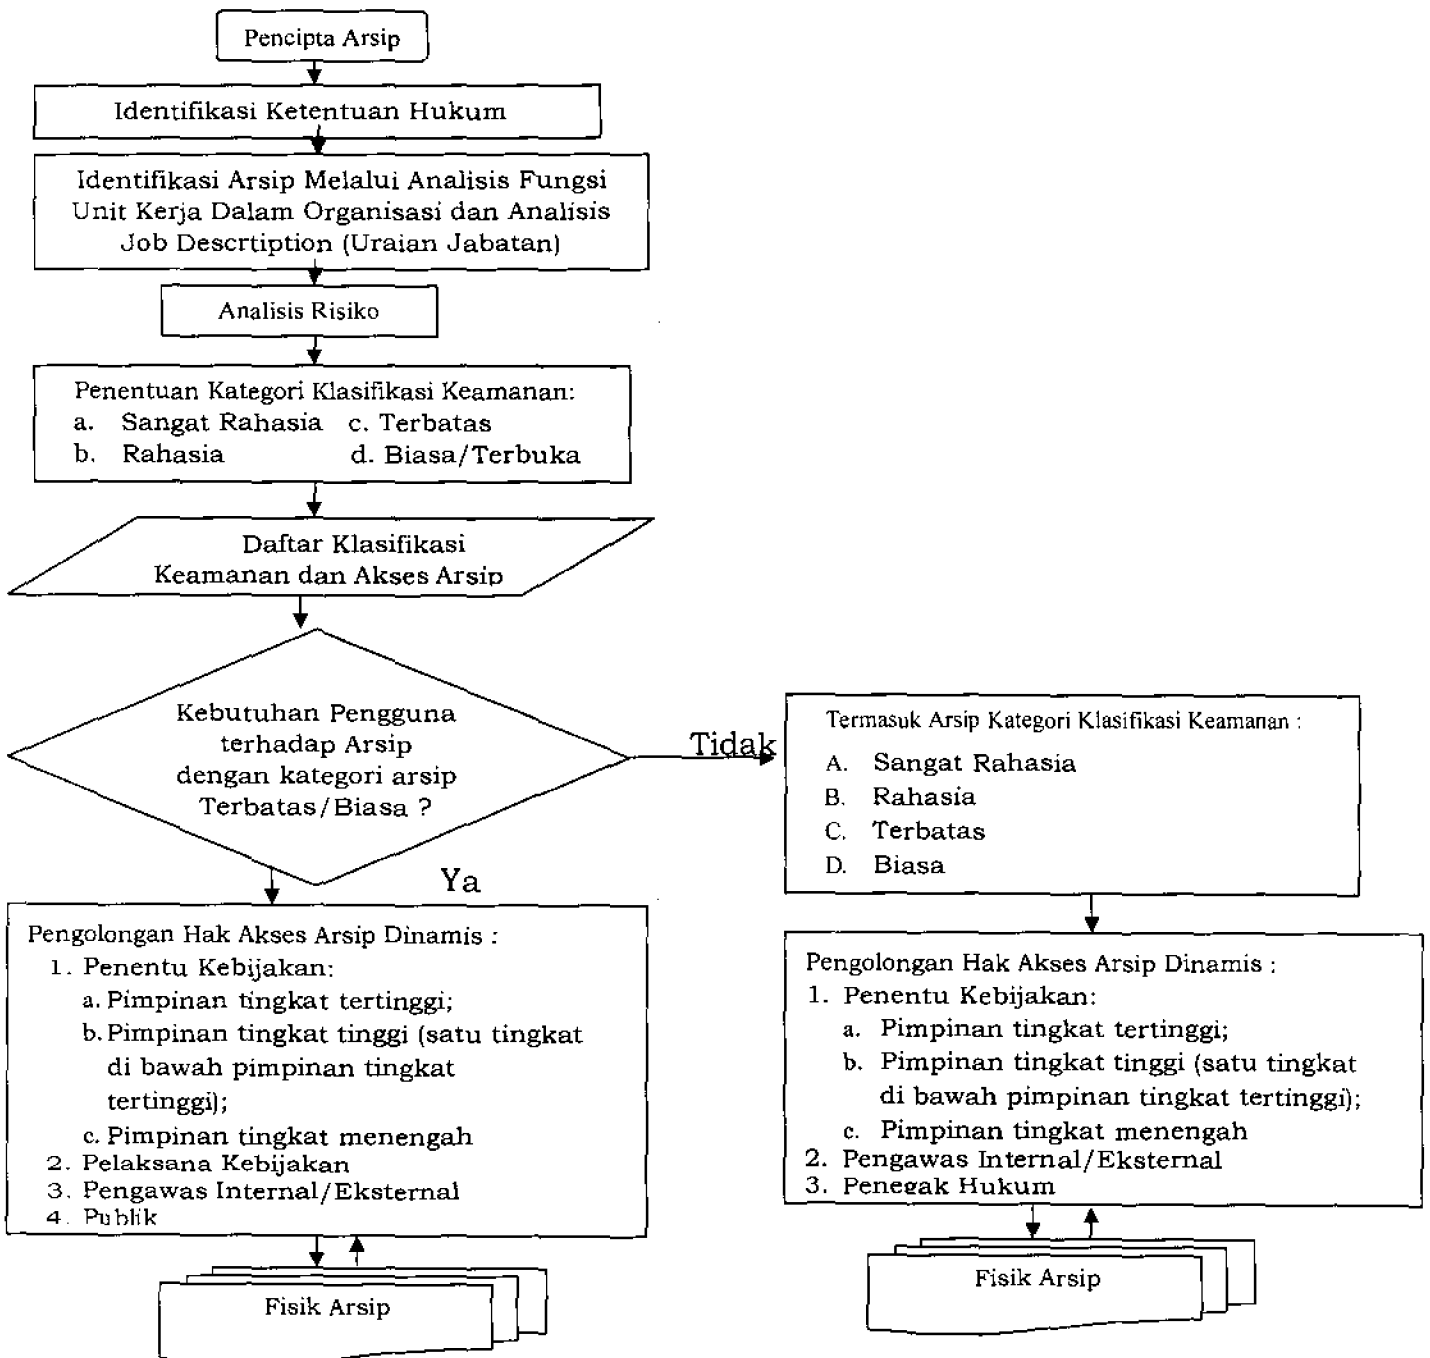 Pencipta Arsip
Identifikasi Ketentuan Hukum
Identifikasi Arsip Melalui Analisis Fungsi
Unit Kerja Dalam Organisasi dan Analisis
Job Descrtiption (Uraian Jabatan)
Analisis Risiko
Penentuan Kategori Klasifikasi Keamanan:
a. Sangat Rahasia c. Terbatas
b. Rahasia d. Biasa/Terbuka
Daftar Klasifikasi
Keamanan dan Akses Arsip
Kebutuhan Pengguna
terhadap Arsip
dengan kategori arsip
Terbatas/Biasa ?
Tidak
Termasuk Arsip Kategori Klasifikasi Keamanan :
A. Sangat Rahasia
B. Rahasia
C. Terbatas
D. Biasa
Ya
Pengolongan Hak Akses Arsip Dinamis :
1. Penentu Kebijakan:
a. Pimpinan tingkat tertinggi;
b. Pimpinan tingkat tinggi (satu tingkat
di bawah pimpinan tingkat
tertinggi);
c. Pimpinan tingkat menengah
2. Pelaksana Kebijakan
3. Pengawas Internal/Eksternal
4. Publik
Fisik Arsip
Pengolongan Hak Akses Arsip Dinamis :
1. Penentu Kebijakan:
a. Pimpinan tingkat tertinggi;
b. Pimpinan tingkat tinggi (satu tingkat
di bawah pimpinan tingkat tertinggi);
c. Pimpinan tingkat menengah
2. Pengawas Internal/Eksternal
3. Penegak Hukum
Fisik Arsip